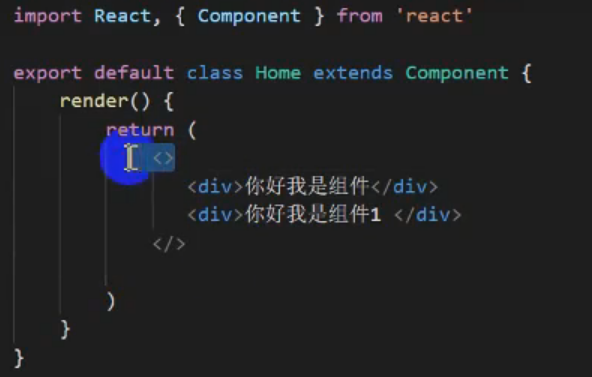 import React, { Component } from 'react'
export default class Home extends Component {
render() {
return (
<>
<div>你好我是组件</div>
<div>你好我是组件1 </div>
</>
)
}
}